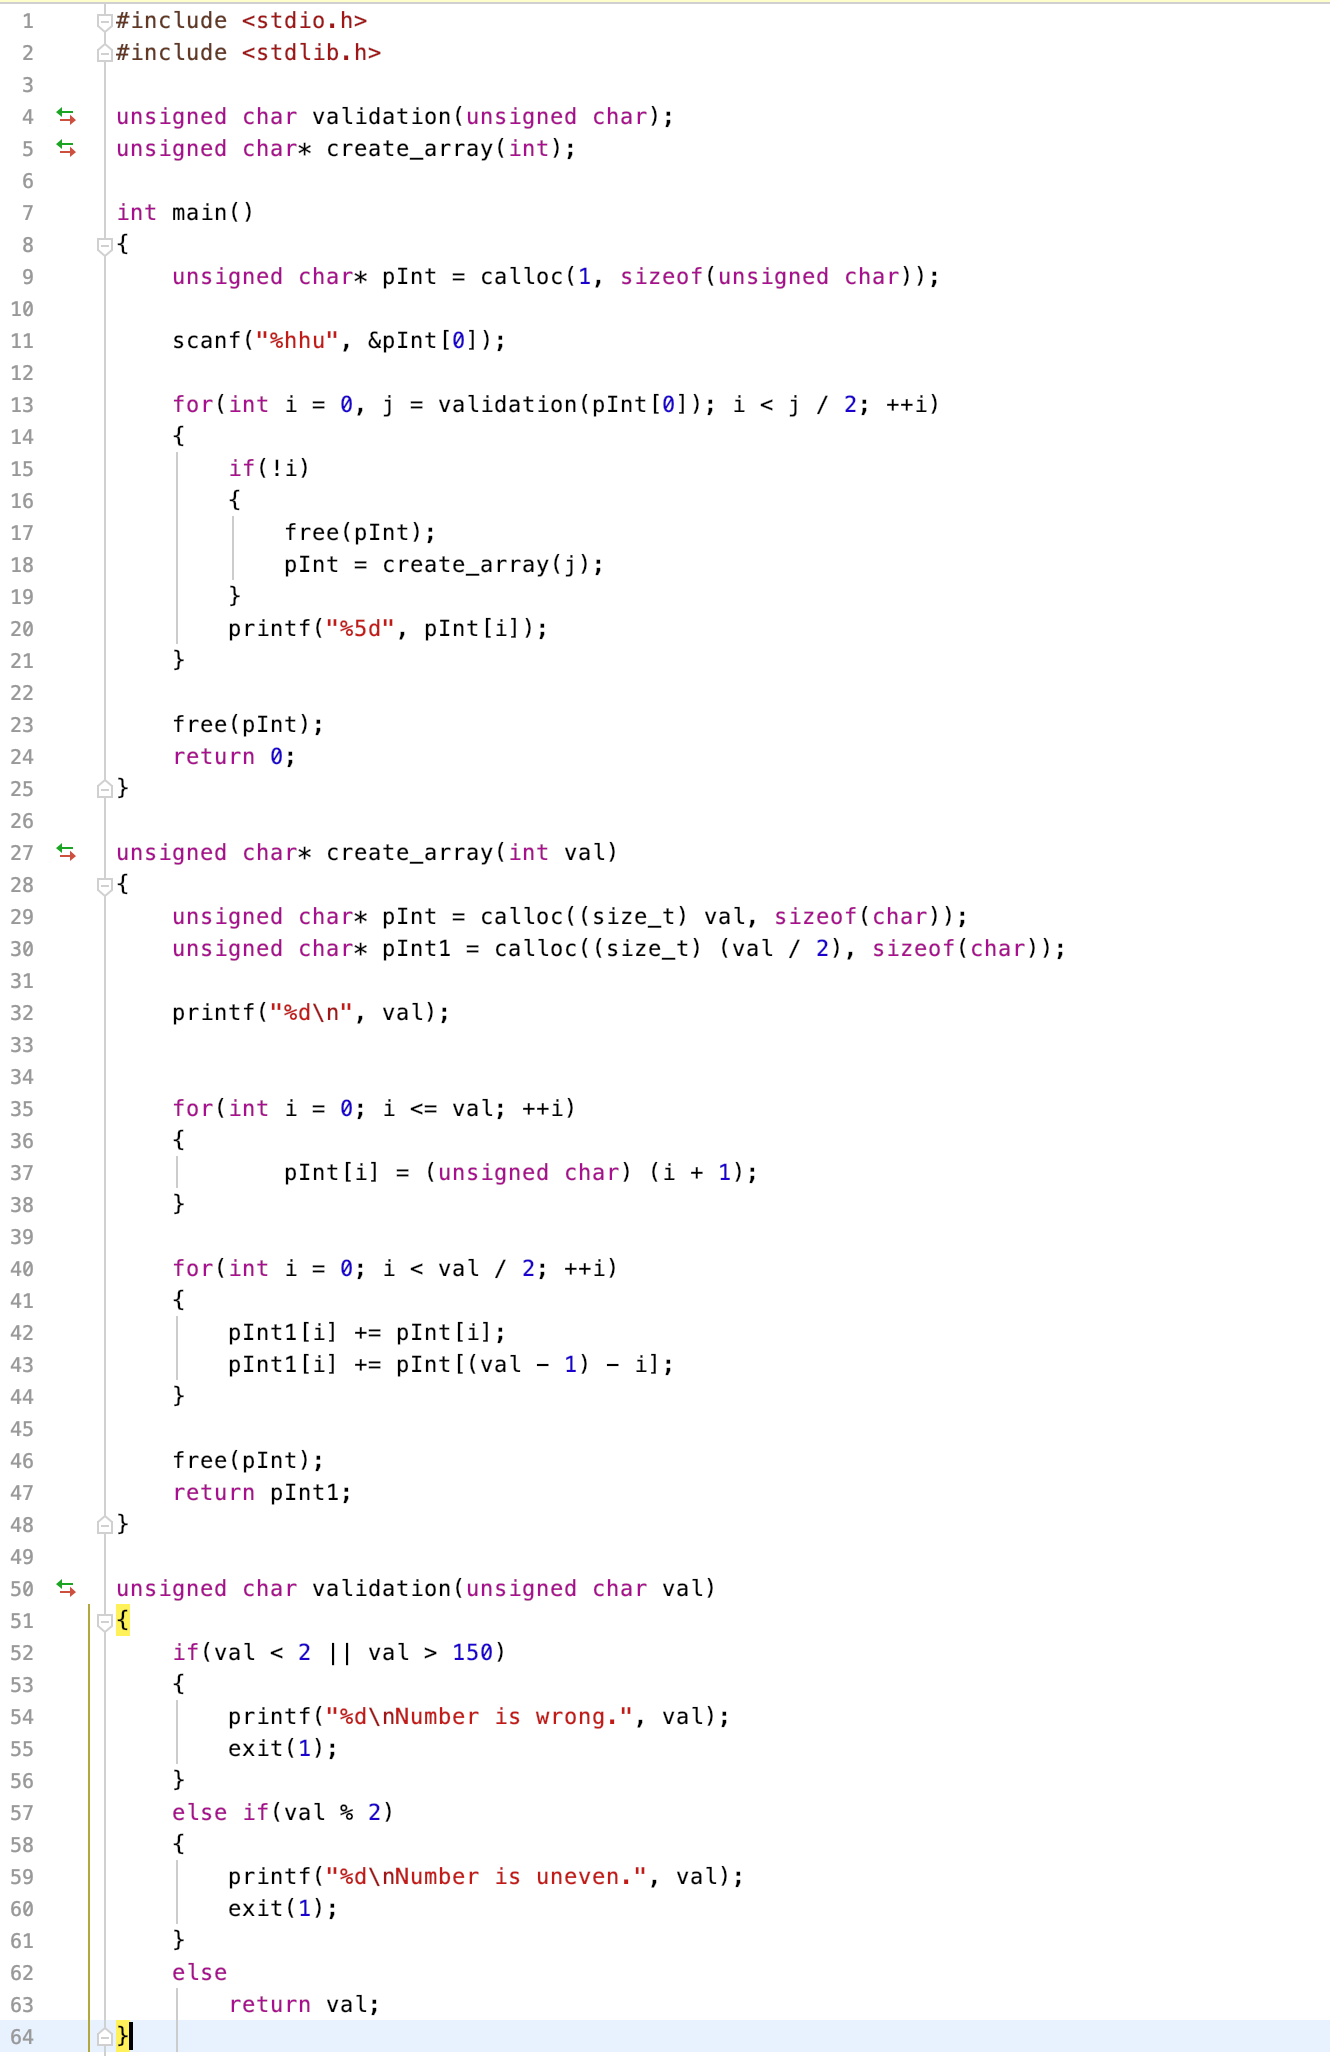 1 #include <stdio.h>
2 #include <stdlib.h>
3
4 unsigned char validation(unsigned char);
5 unsigned char* create_array(int);
6
7 int main()
8 {
9     unsigned char* pInt = calloc(1, sizeof(unsigned char));
10
11     scanf("%hhu", &pInt[0]);
12
13     for(int i = 0, j = validation(pInt[0]); i < j / 2; ++i)
14     {
15         if(!i)
16         {
17             free(pInt);
18             pInt = create_array(j);
19         }
20         printf("%5d", pInt[i]);
21     }
22
23     free(pInt);
24     return 0;
25 }
26
27 unsigned char* create_array(int val)
28 {
29     unsigned char* pInt = calloc((size_t) val, sizeof(char));
30     unsigned char* pInt1 = calloc((size_t) (val / 2), sizeof(char));
31
32     printf("%d\n", val);
33
34
35     for(int i = 0; i <= val; ++i)
36     {
37             pInt[i] = (unsigned char) (i + 1);
38     }
39
40     for(int i = 0; i < val / 2; ++i)
41     {
42         pInt1[i] += pInt[i];
43         pInt1[i] += pInt[(val - 1) - i];
44     }
45
46     free(pInt);
47     return pInt1;
48 }
49
50 unsigned char validation(unsigned char val)
51 {
52     if(val < 2 || val > 150)
53     {
54         printf("%d\nNumber is wrong.", val);
55         exit(1);
56     }
57     else if(val % 2)
58     {
59         printf("%d\nNumber is uneven.", val);
60         exit(1);
61     }
62     else
63         return val;
64 }